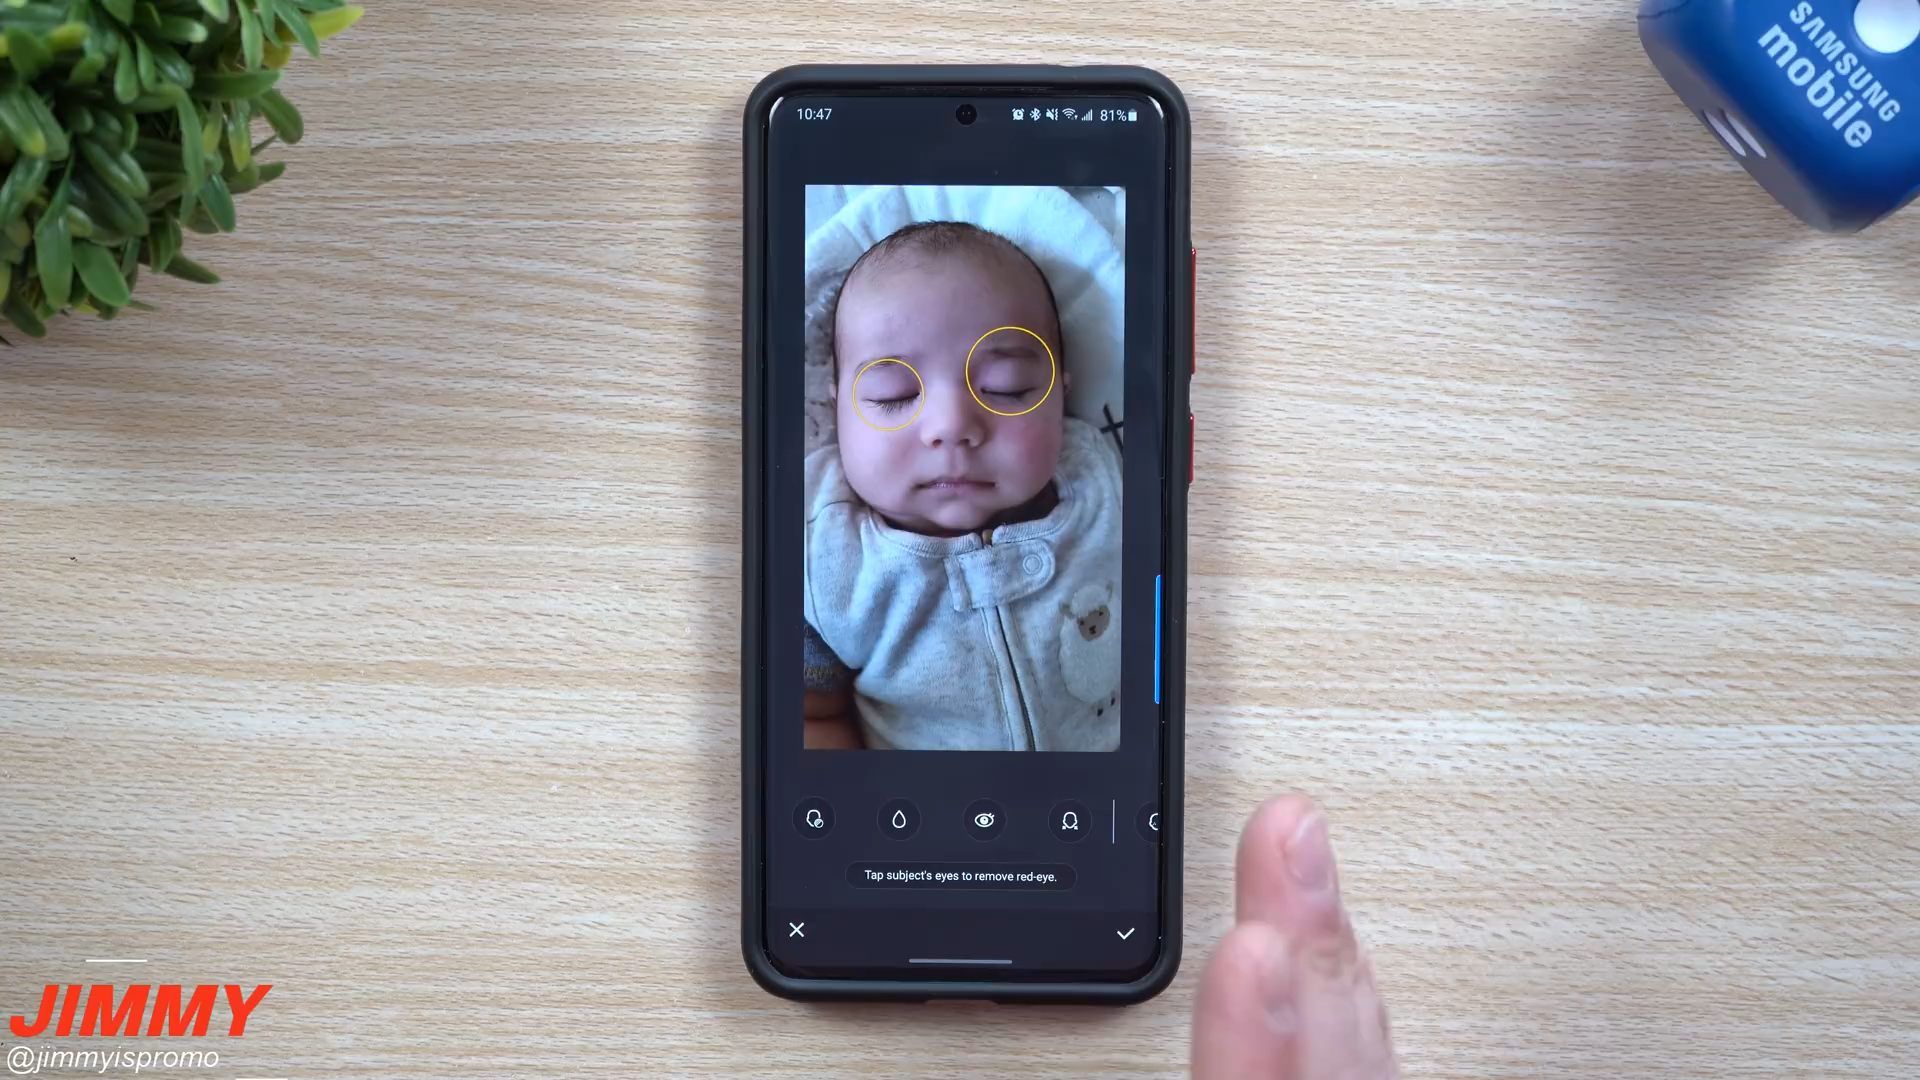 SAMSUNG
mobile
10:47
81%
Tap subject's eyes to remove red-eye.
JIMMY
@jimmyispromo